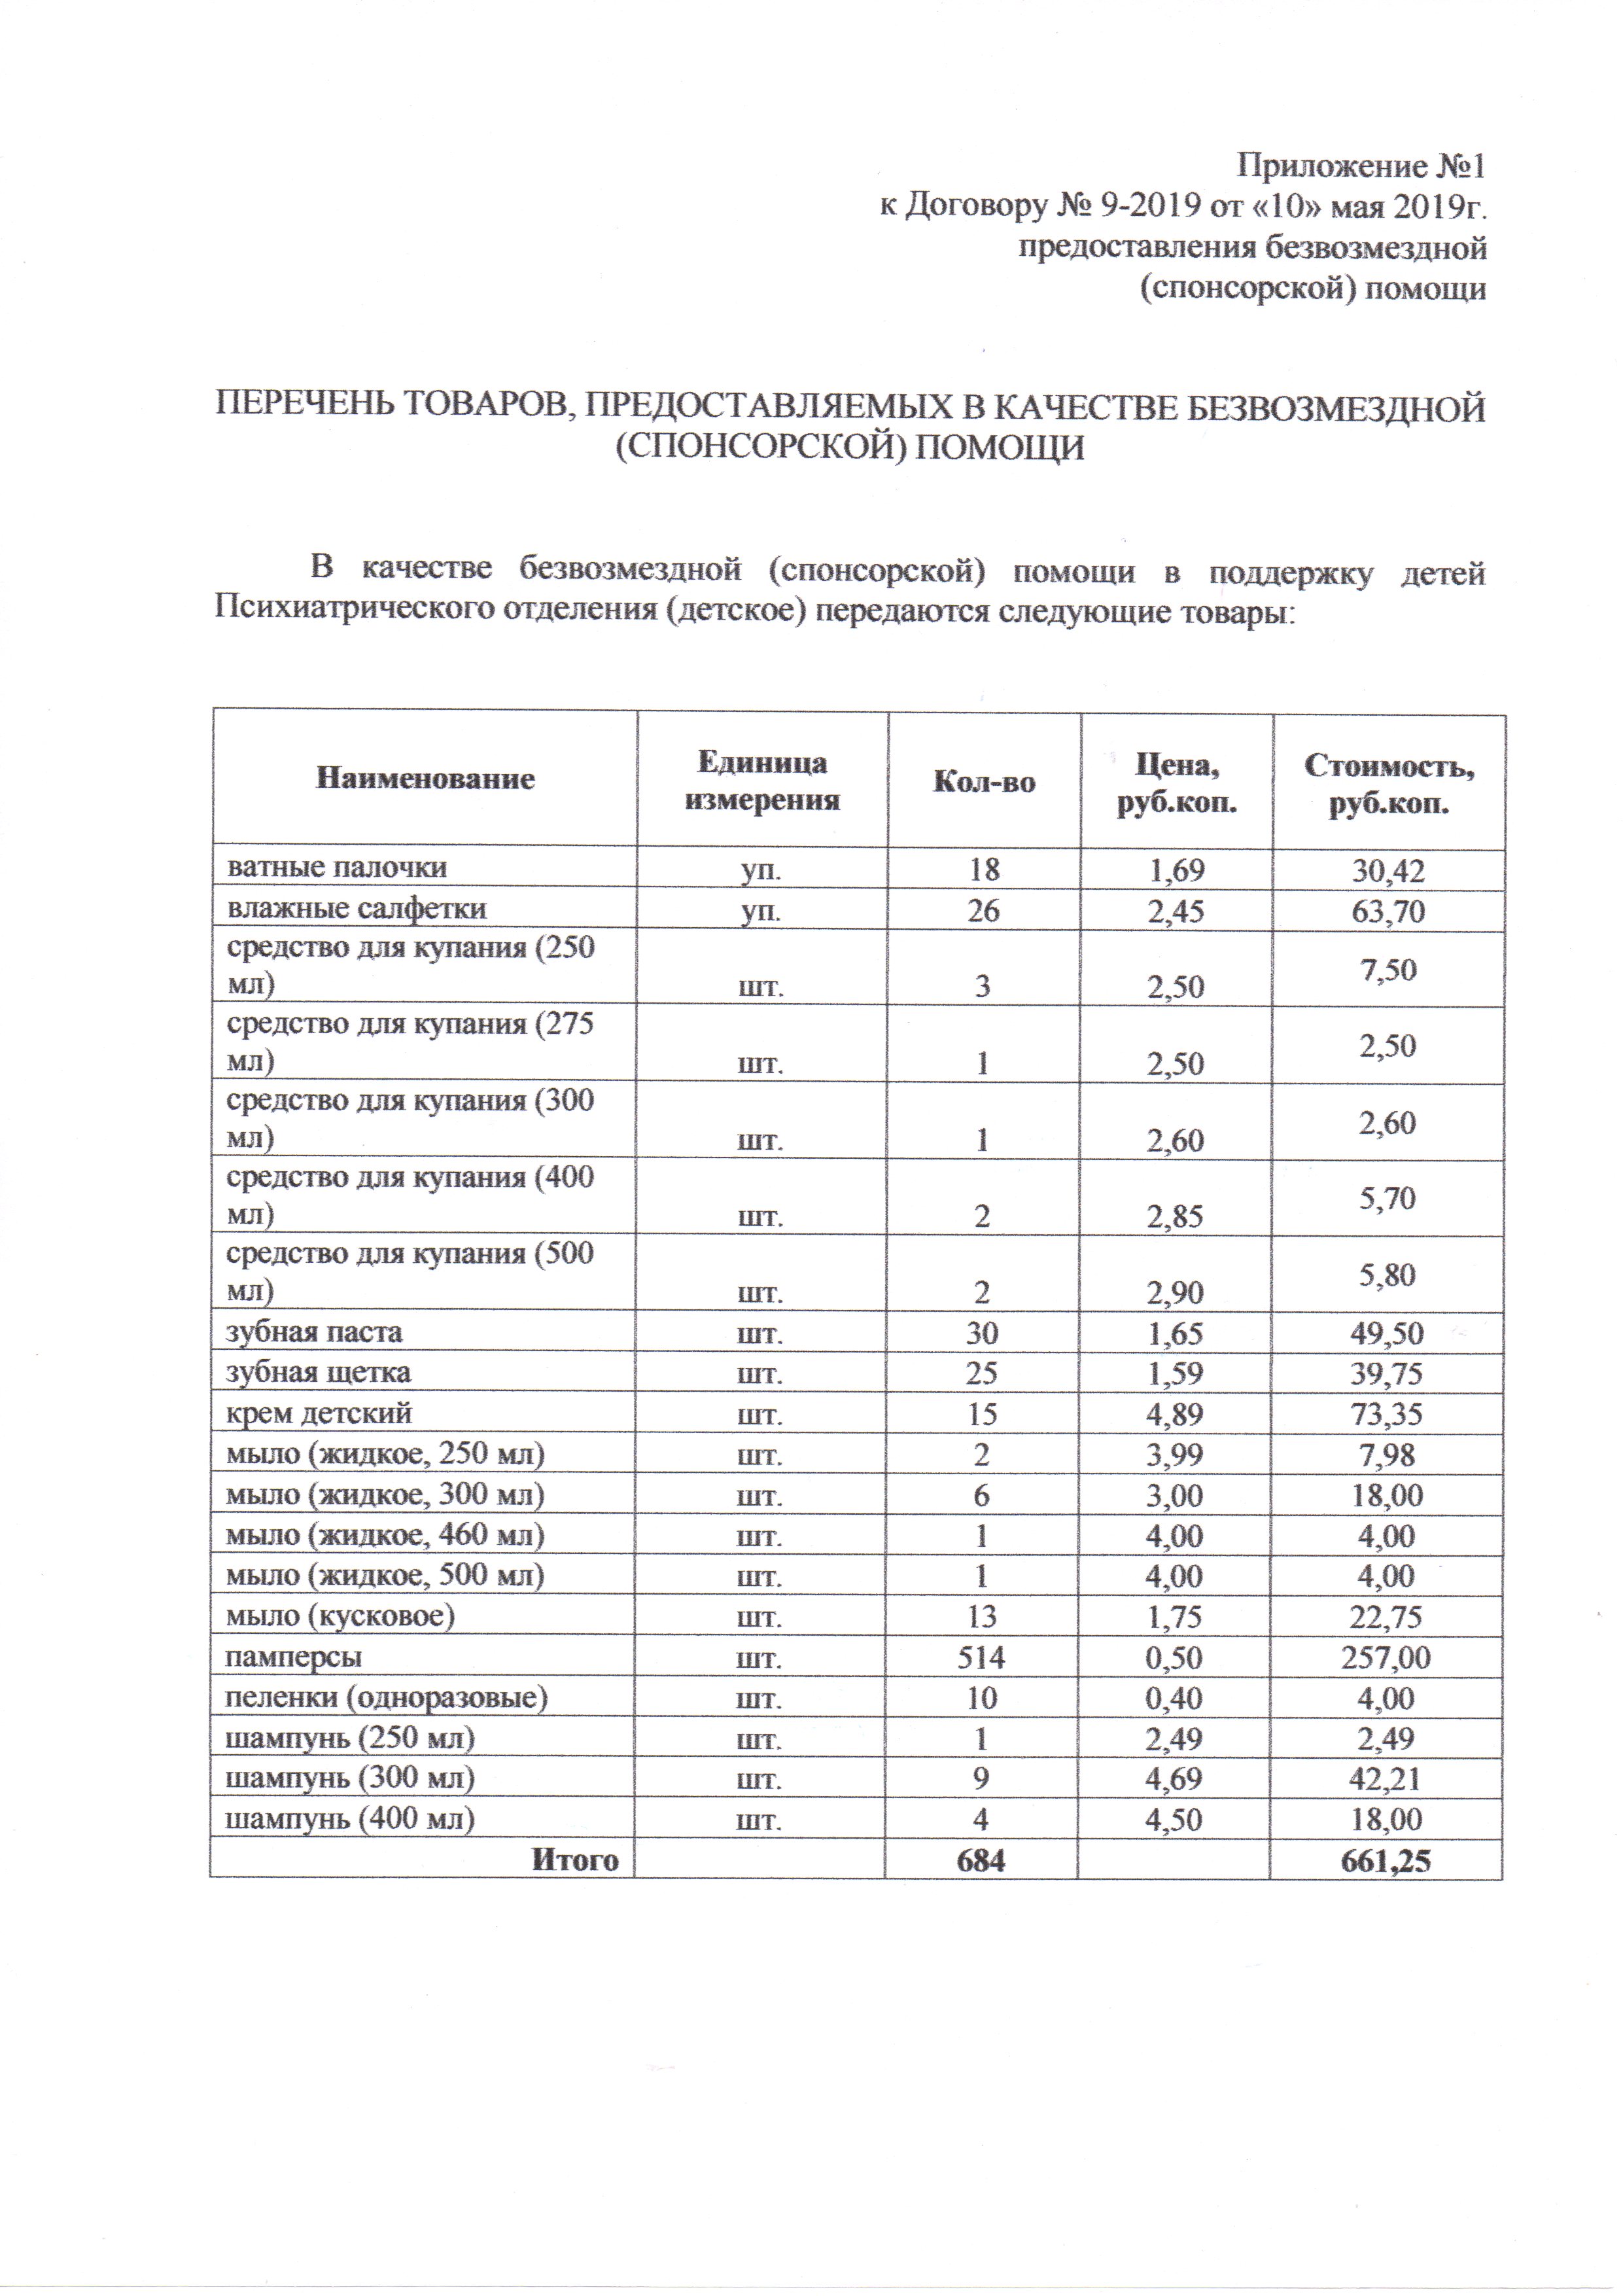 Приложение №1
к Договору № 9-2019 от «10» мая 2019г.
предоставления безвозмездной
(спонсорской) помощи
ПЕРЕЧЕНЬ ТОВАРОВ, ПРЕДОСТАВЛЯЕМЫХ В КАЧЕСТВЕ БЕЗВОЗМЕЗДНОЙ
(СПОНСОРСКОЙ) ПОМОЩИ
В качестве безвозмездной (спонсорской) помощи в поддержку детей
Психиатрического отделения (детское) передаются следующие товары:
Наименование Единица измерения Кол-во Цена, руб.коп. Стоимость, руб.коп.
ватные палочки уп. 18 1,69 30,42
влажные салфетки уп. 26 2,45 63,70
средство для купания (250
мл) шт. 3 2,50 7,50
средство для купания (275
мл) шт. 1 2,50 2,50
средство для купания (300
мл) шт. 1 2,60 2,60
средство для купания (400
мл) шт. 2 2,85 5,70
средство для купания (500
мл) шт. 2 2,90 5,80
зубная паста шт. 30 1,65 49,50
зубная щетка шт. 25 1,59 39,75
крем детский шт. 15 4,89 73,35
мыло (жидкое, 250 мл) шт. 2 3,99 7,98
мыло (жидкое, 300 мл) шт. 6 3,00 18,00
мыло (жидкое, 460 мл) шт. 1 4,00 4,00
мыло (жидкое, 500 мл) шт. 1 4,00 4,00
мыло (кусковое) шт. 13 1,75 22,75
памперсы шт. 514 0,50 257,00
пеленки (одноразовые) шт. 10 0,40 4,00
шампунь (250 мл) шт. 1 2,49 2,49
шампунь (300 мл) шт. 9 4,69 42,21
шампунь (400 мл) шт. 4 4,50 18,00
Итого 684 661,25